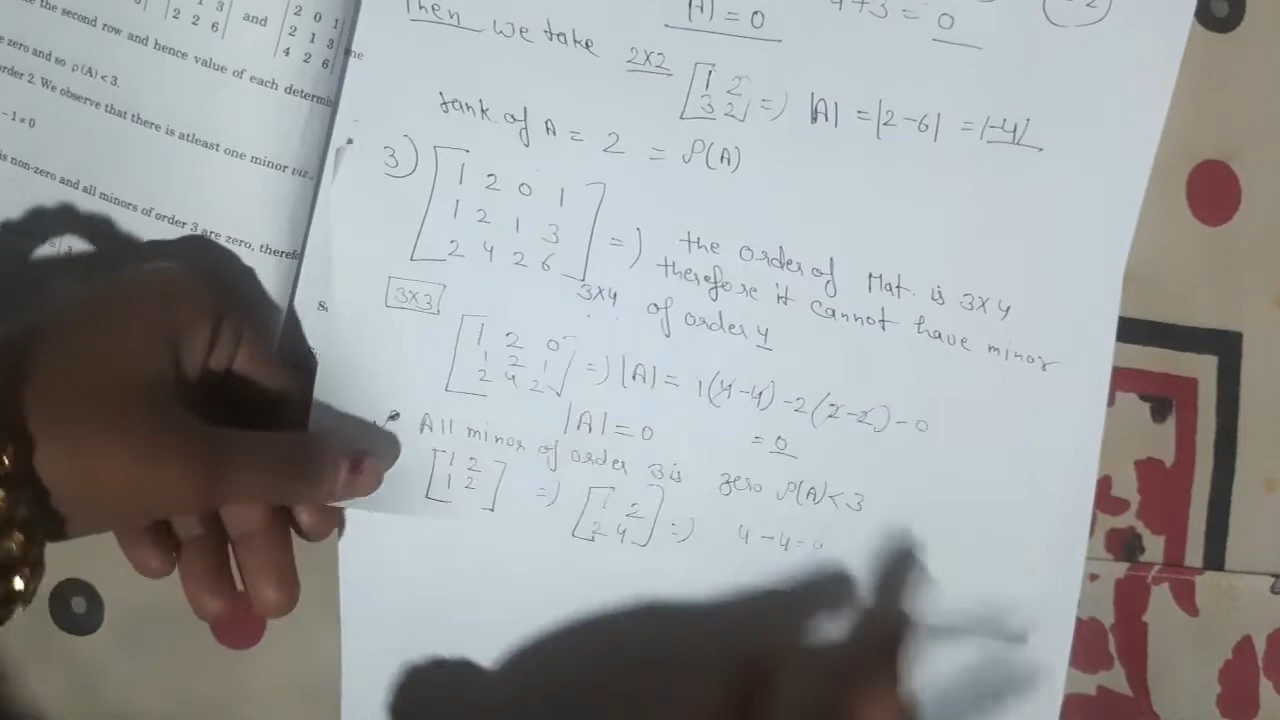 1 3
2 2 6
and
2 0 1
2 1 3
4 2 6
the second row and hence value of each
zero and so ρ(A) < 3.
order 2. We observe that there is atleast one minor viz.
- 1 ≠ 0
is non-zero and all minors of order 3 are zero,
|A| = 0
4+3 = 0
Then we take 2x2
[1 2
3 2] => |A| = |2-6| = |-4|
rank of A = 2 = ρ(A)
3) [1 2 0 1
1 2 1 3
2 4 2 6] 3x4 => the order of Mat. is 3x4
therefore it cannot have minor
of order 4
3x3
[1 2 0
1 2 1
2 4 2] => |A| = 1(4-4) -2(2-2) - 0
|A| = 0 = 0
All minor of order 3 is zero ρ(A) < 3
[1 2
1 2] => [1 2
2 4] => 4-4=0